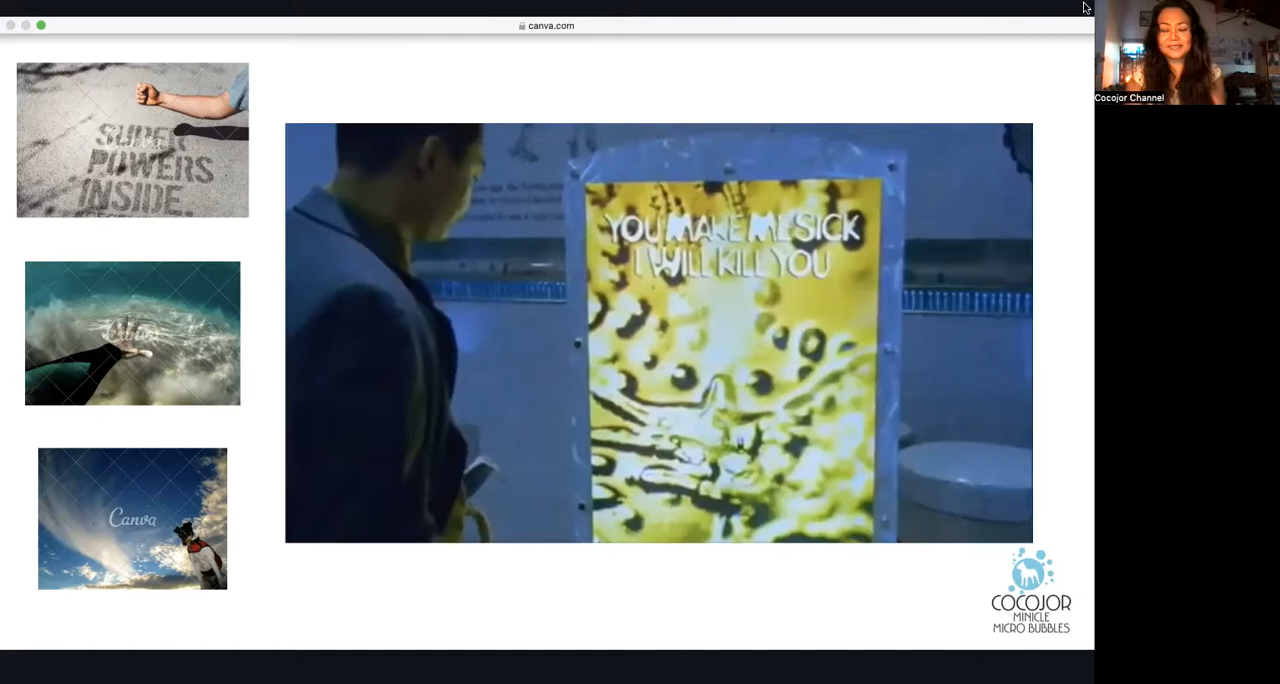 canva.com
Cocojor Channel
SUPER
POWERS
INSIDE.
YOU MAKE ME SICK
I WILL KILL YOU
Canva
Canva
COCOJOR
MINICLE
MICRO BUBBLES